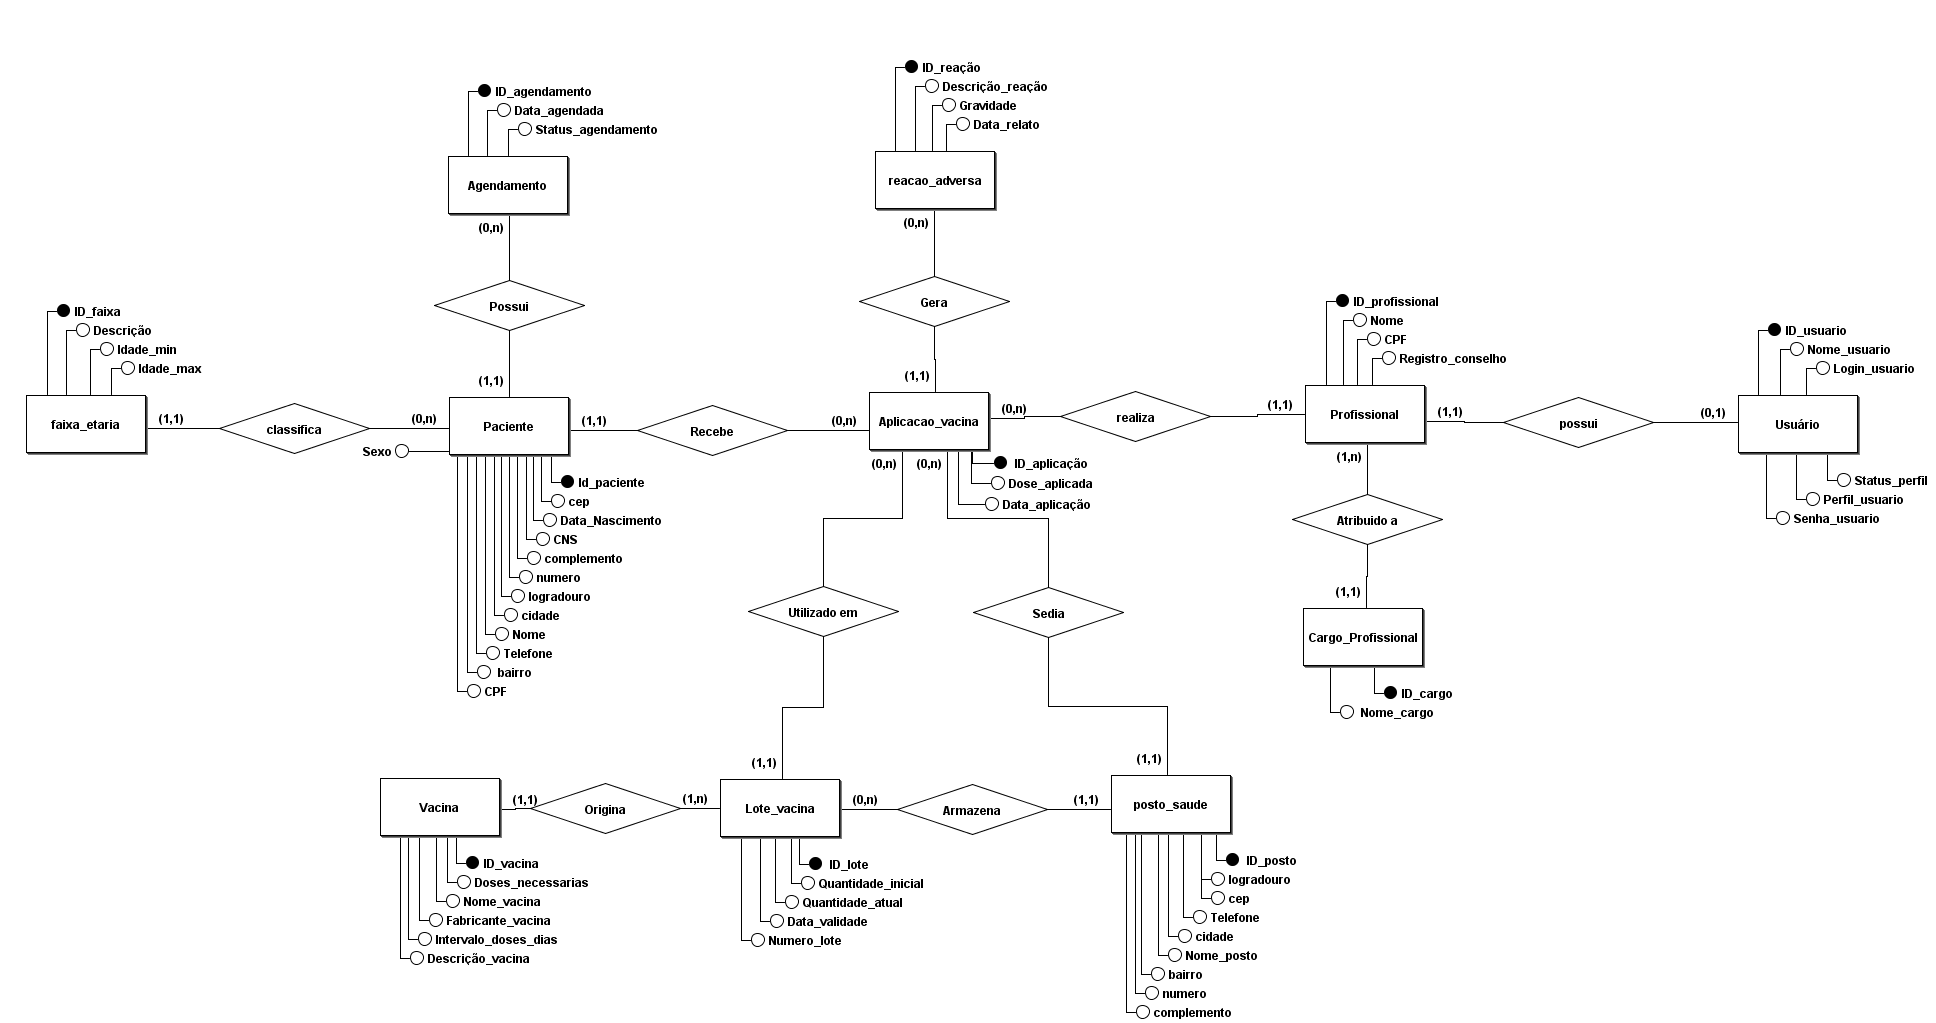 ID_reação
Descrição_reação
Gravidade
Data_relato
reacao_adversa
(0,n)
Gera
(1,1)
ID_agendamento
Data_agendada
Status_agendamento
Agendamento
(0,n)
Possui
(1,1)
ID_faixa
Descrição
Idade_min
Idade_max
faixa_etaria
(1,1)
classifica
(0,n)
Paciente
Sexo
Id_paciente
cep
Data_Nascimento
CNS
complemento
numero
logradouro
cidade
Nome
Telefone
bairro
CPF
(1,1)
Recebe
(0,n)
Aplicacao_vacina
(0,n)
(0,n)
ID_aplicação
Dose_aplicada
Data_aplicação
(0,n)
realiza
(1,1)
ID_profissional
Nome
CPF
Registro_conselho
Profissional
(1,1)
possui
(0,1)
ID_usuario
Nome_usuario
Login_usuario
Usuário
Status_perfil
Perfil_usuario
Senha_usuario
(1,n)
Atribuido a
(1,1)
Cargo_Profissional
ID_cargo
Nome_cargo
Utilizado em
Sedia
(1,1)
(1,1)
Vacina
(1,1)
Origina
(1,n)
Lote_vacina
(0,n)
Armazena
(1,1)
posto_saude
ID_vacina
Doses_necessarias
Nome_vacina
Fabricante_vacina
Intervalo_doses_dias
Descrição_vacina
ID_lote
Quantidade_inicial
Quantidade_atual
Data_validade
Numero_lote
ID_posto
logradouro
cep
Telefone
cidade
Nome_posto
bairro
numero
complemento